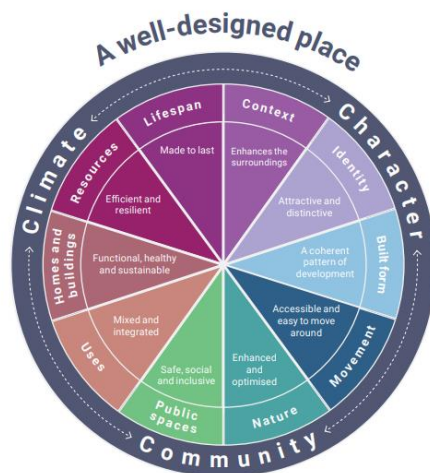 A well-designed place
Climate
Character
Community
Context
Enhances the
surroundings
Identity
Attractive and
distinctive
Built form
A coherent
pattern of
development
Movement
Accessible and
easy to move
around
Nature
Enhanced
and
optimised
Public
spaces
Safe, social
and inclusive
Uses
Mixed and
integrated
Homes and
buildings
Functional, healthy
and sustainable
Resources
Efficient and
resilient
Lifespan
Made to last